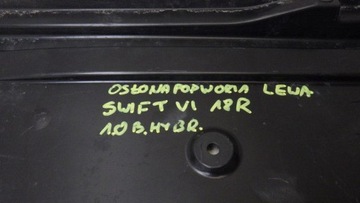 OSŁONA PODWOZIA LEWA
SWIFT VI 18R
1.0 B. HYBR.